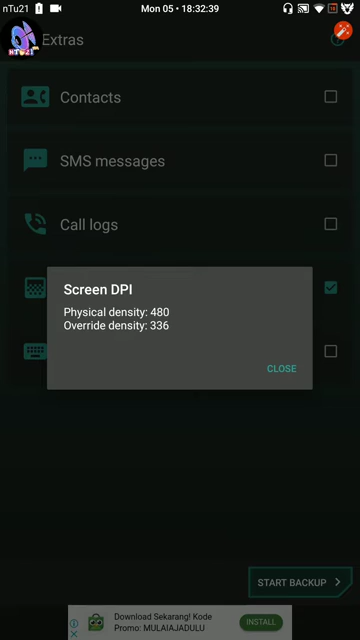 nTu21
Mon 05 • 18:32:39
NTU21
Extras
Contacts
SMS messages
Call logs
Screen DPI
Physical density: 480
Override density: 336
CLOSE
START BACKUP
Download Sekarang! Kode
Promo: MULAIAJADULU
INSTALL